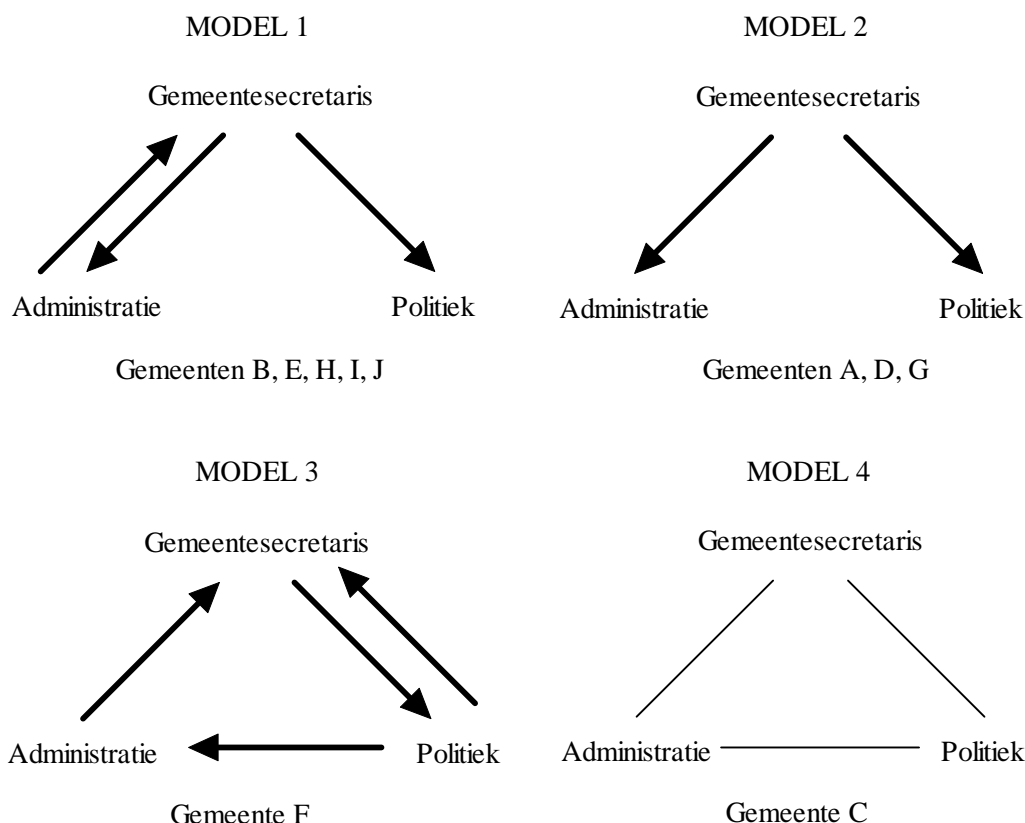 MODEL 1
Gemeentesecretaris
Administratie
Politiek
Gemeenten B, E, H, I, J
MODEL 2
Gemeentesecretaris
Administratie
Politiek
Gemeenten A, D, G
MODEL 3
Gemeentesecretaris
Administratie
Politiek
Gemeente F
MODEL 4
Gemeentesecretaris
Administratie
Politiek
Gemeente C